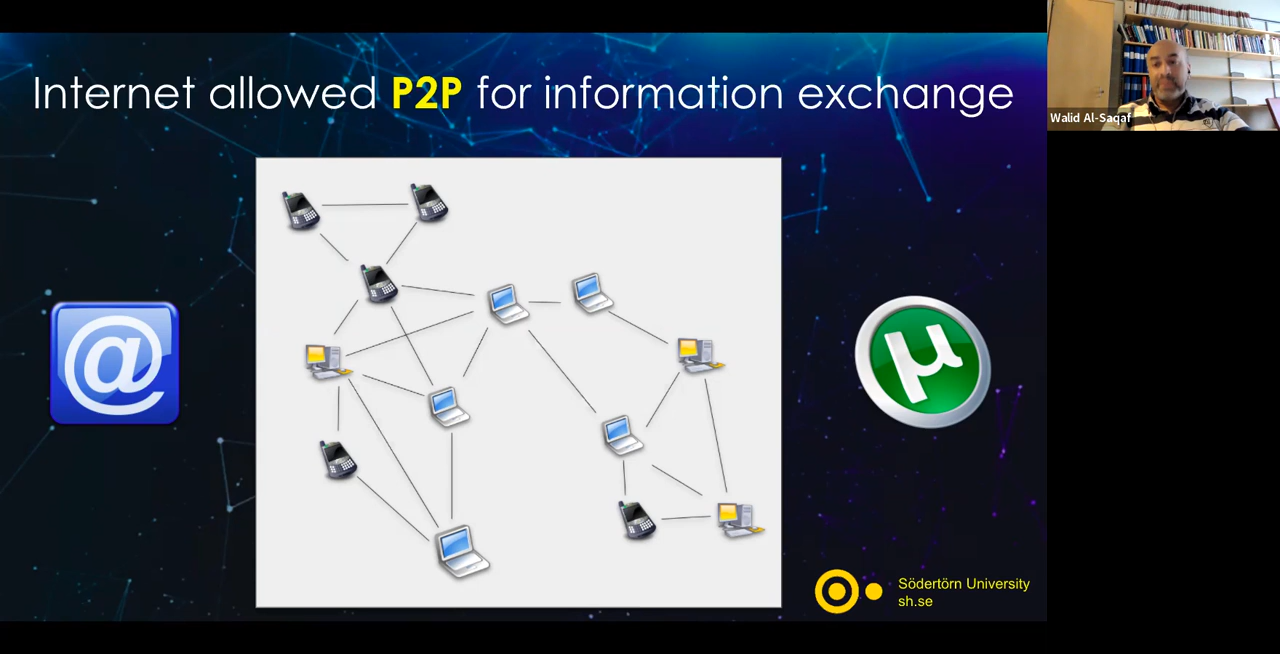 Internet allowed P2P for information exchange
Walid Al-Saqaf
@
µ
Södertörn University
sh.se